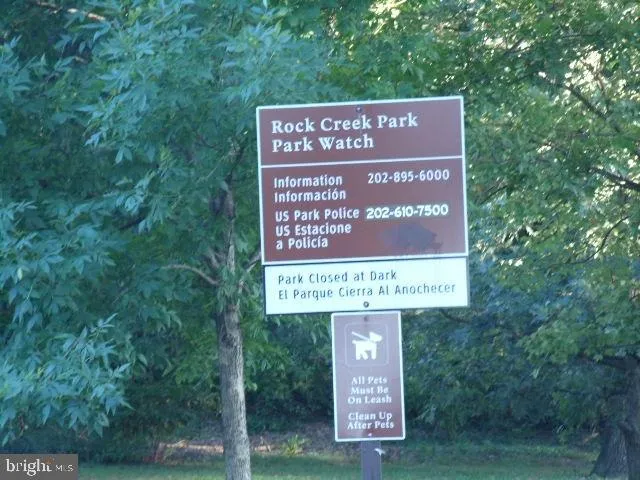 Rock Creek Park
Park Watch
Information 202-895-6000
Información
US Park Police 202-610-7500
US Estacione
a Policía
Park Closed at Dark
El Parque Cierra Al Anochecer
All Pets
Must Be
On Leash
Clean Up
After Pets
bright MLS